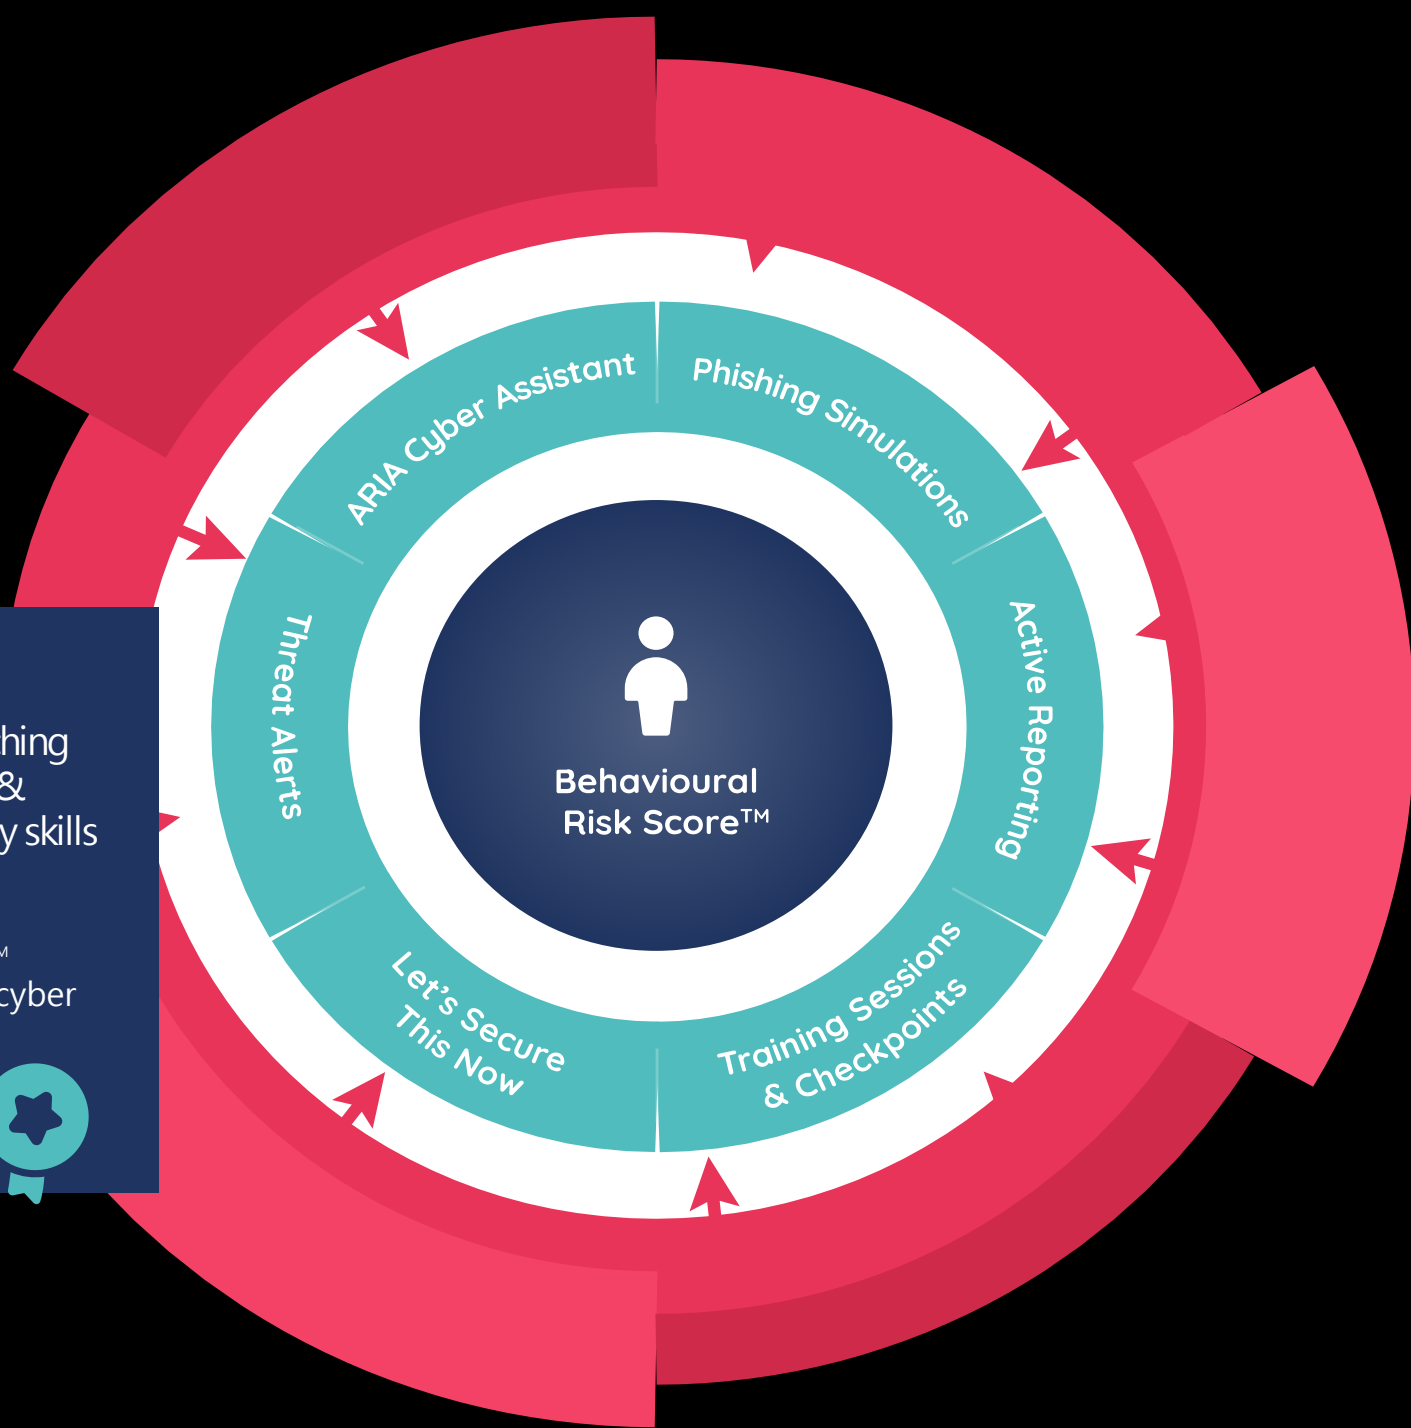 ARIA Cyber Assistant
Phishing Simulations
Active Reporting
Training Sessions
& Checkpoints
Let's Secure
This Now
Threat Alerts
Behavioural
Risk Score™
&
skills
cyber